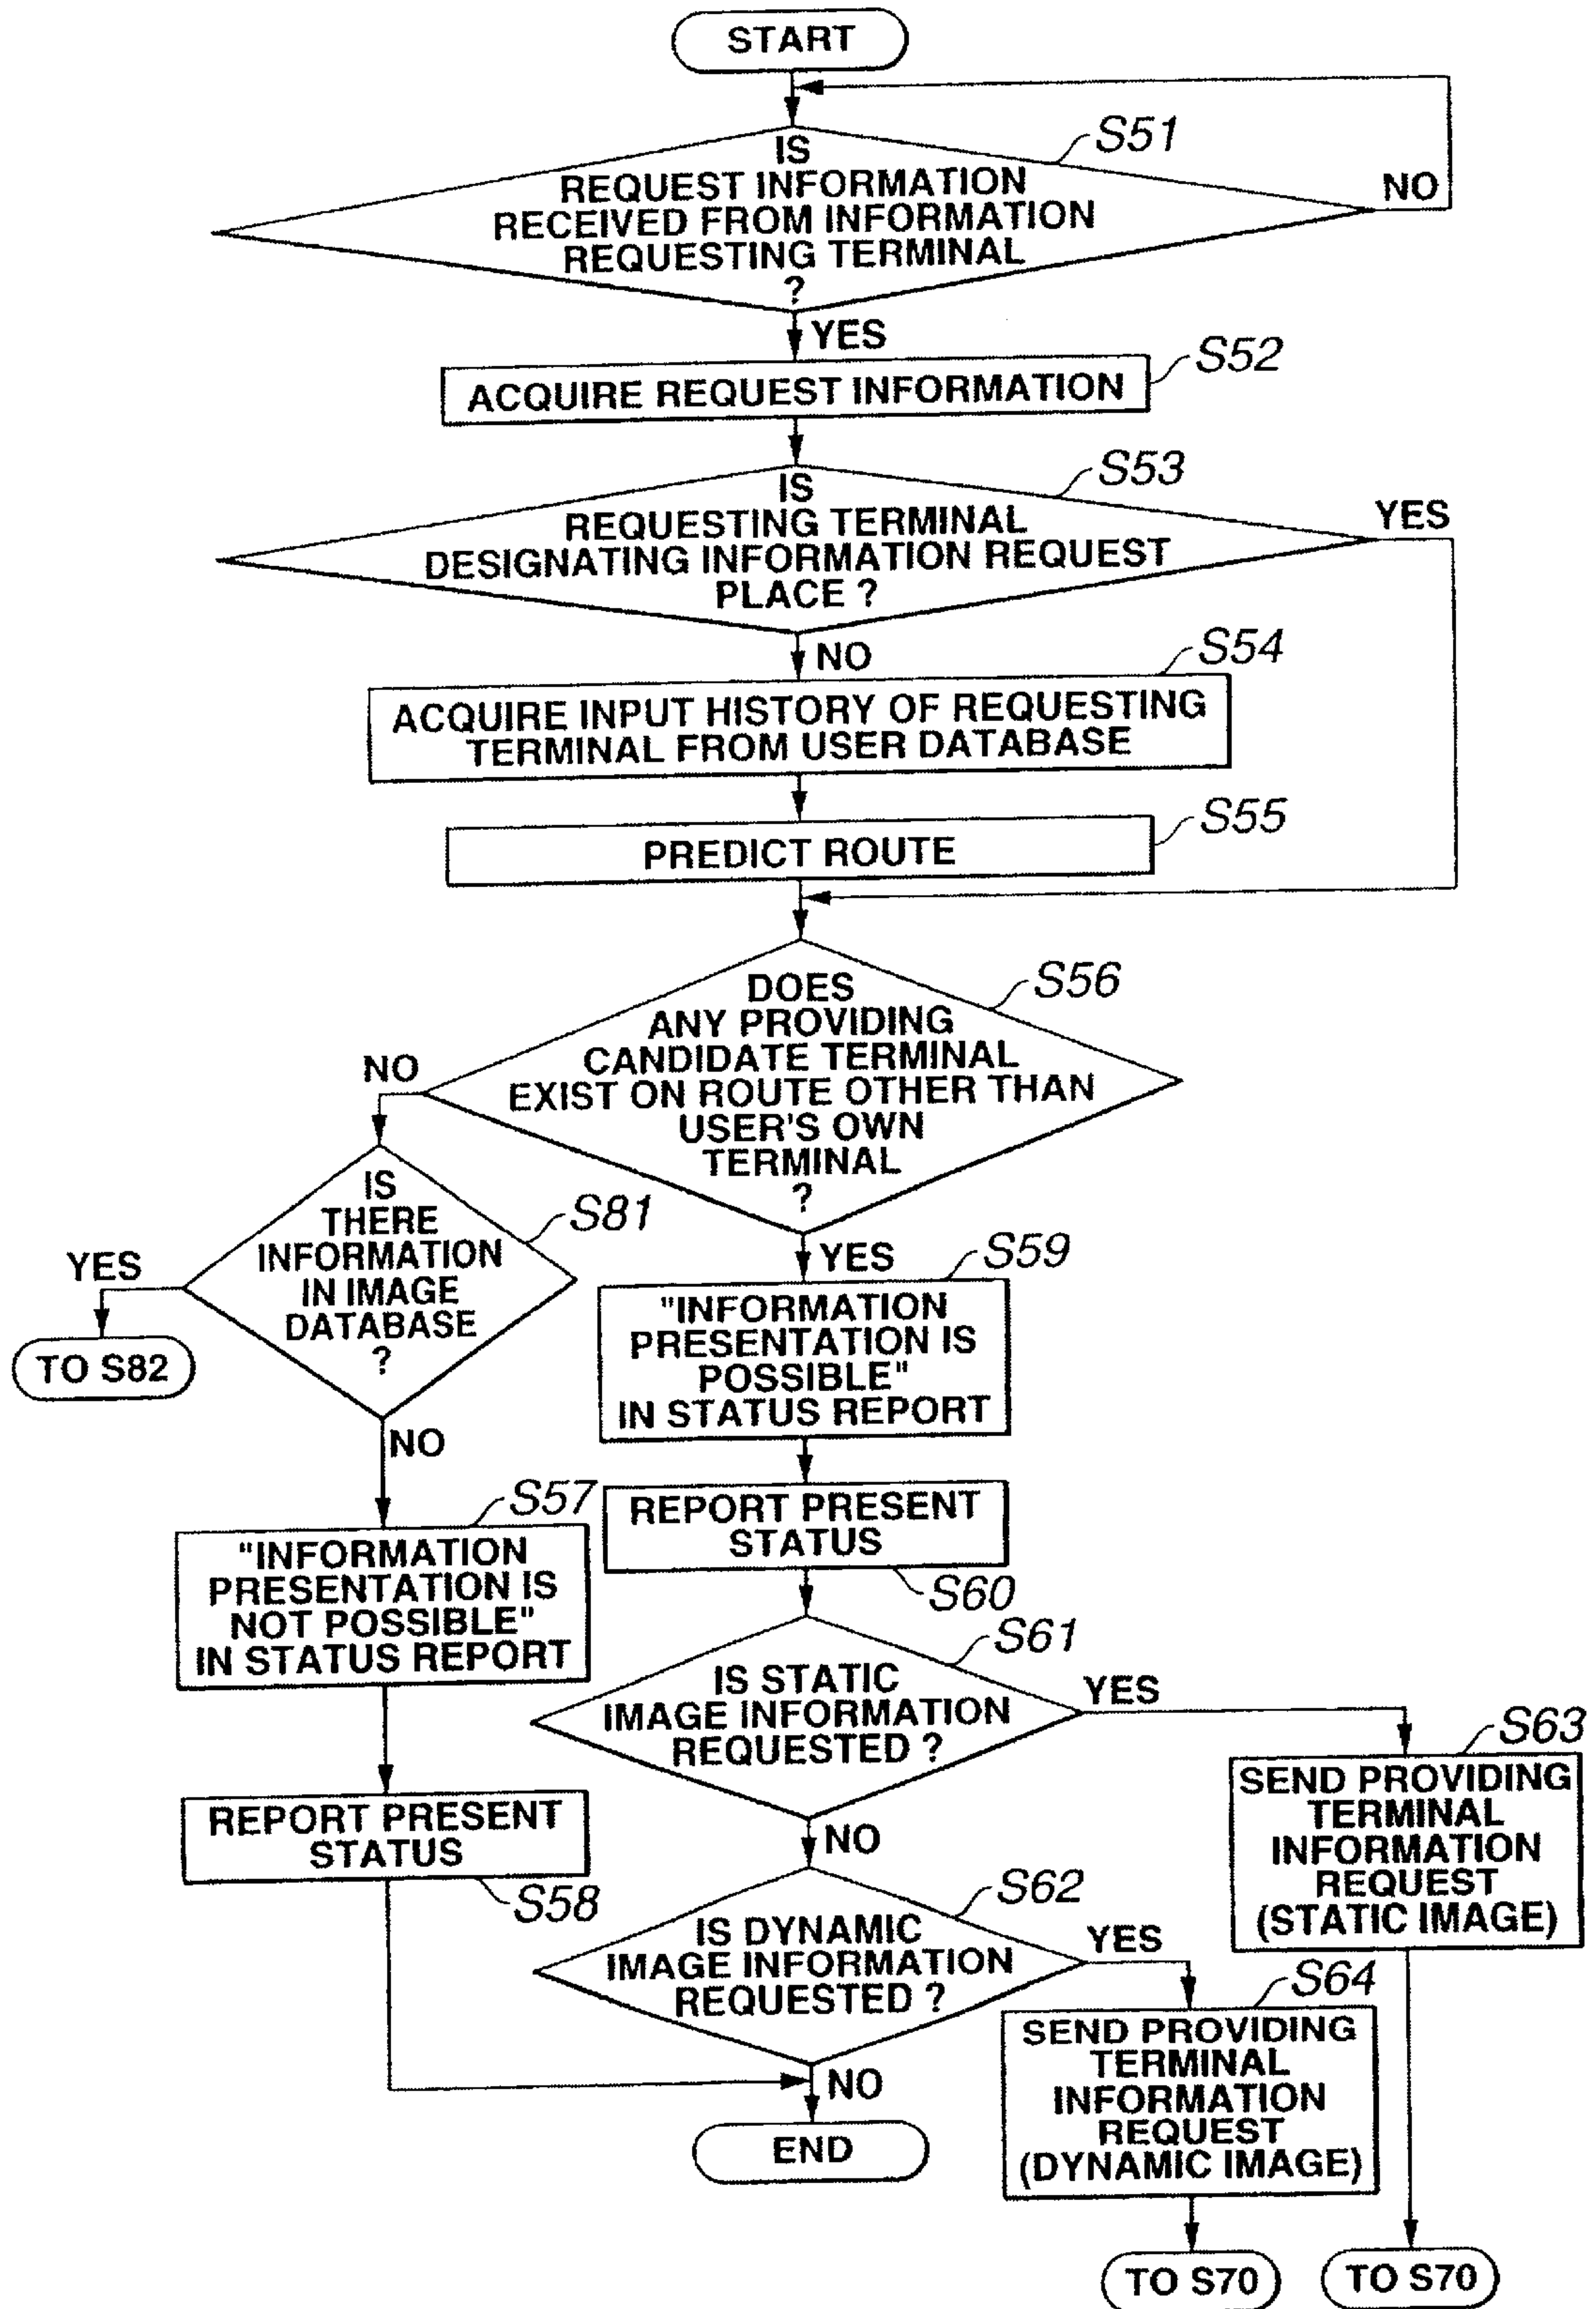 START
S51
IS
REQUEST INFORMATION
RECEIVED FROM INFORMATION
REQUESTING TERMINAL
?
NO
YES
S52
ACQUIRE REQUEST INFORMATION
S53
IS
REQUESTING TERMINAL
DESIGNATING INFORMATION REQUEST
PLACE ?
YES
NO
S54
ACQUIRE INPUT HISTORY OF REQUESTING
TERMINAL FROM USER DATABASE
S55
PREDICT ROUTE
S56
DOES
ANY PROVIDING
CANDIDATE TERMINAL
EXIST ON ROUTE OTHER THAN
USER'S OWN
TERMINAL
?
NO
YES
S81
IS
THERE
INFORMATION
IN IMAGE
DATABASE
?
YES
TO S82
NO
S59
"INFORMATION
PRESENTATION IS
POSSIBLE"
IN STATUS REPORT
S57
"INFORMATION
PRESENTATION IS
NOT POSSIBLE"
IN STATUS REPORT
REPORT PRESENT
STATUS
S60
S61
IS STATIC
IMAGE INFORMATION
REQUESTED ?
YES
NO
S63
SEND PROVIDING
TERMINAL
INFORMATION
REQUEST
(STATIC IMAGE)
REPORT PRESENT
STATUS
S58
S62
IS DYNAMIC
IMAGE INFORMATION
REQUESTED ?
YES
NO
S64
SEND PROVIDING
TERMINAL
INFORMATION
REQUEST
(DYNAMIC IMAGE)
END
TO S70
TO S70